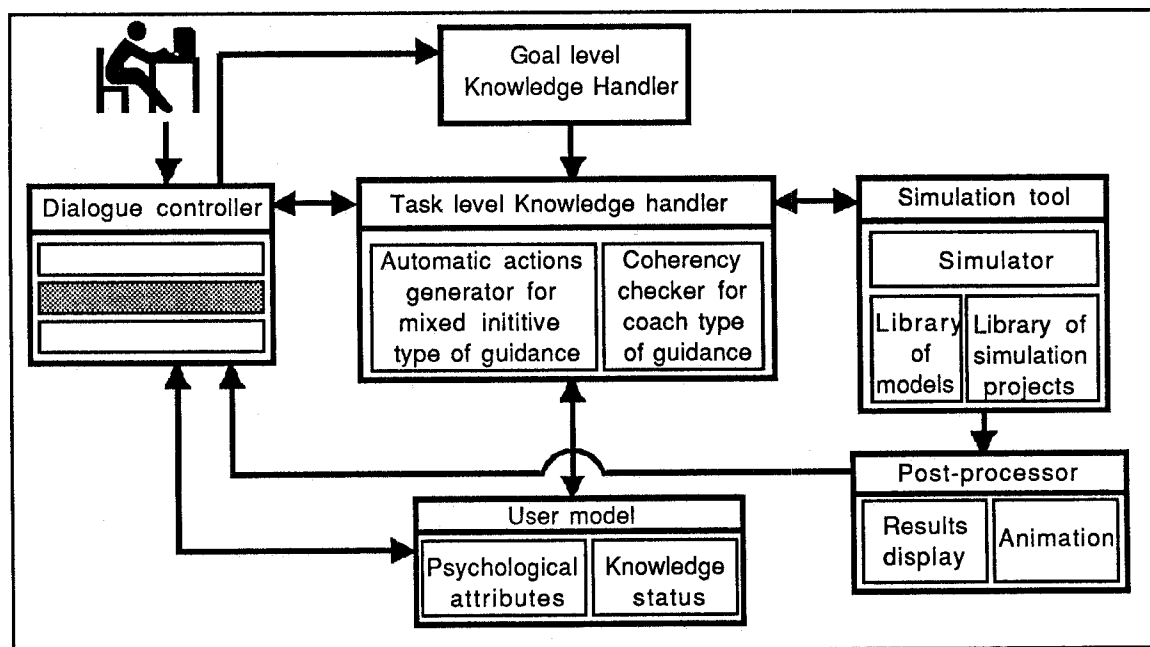 Goal level
Knowledge Handler
Dialogue controller
Task level Knowledge handler
Automatic actions
generator for
mixed inititive
type of guidance
Coherency
checker for
coach type
of guidance
Simulation tool
Simulator
Library
of
models
Library of
simulation
projects
Post-processor
Results
display
Animation
User model
Psychological
attributes
Knowledge
status